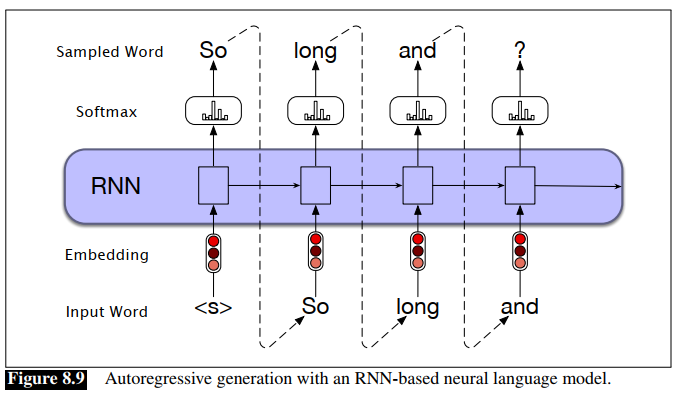 Sampled Word So long and ?
Softmax
RNN
Embedding
Input Word <s> So long and
Figure 8.9 Autoregressive generation with an RNN-based neural language model.